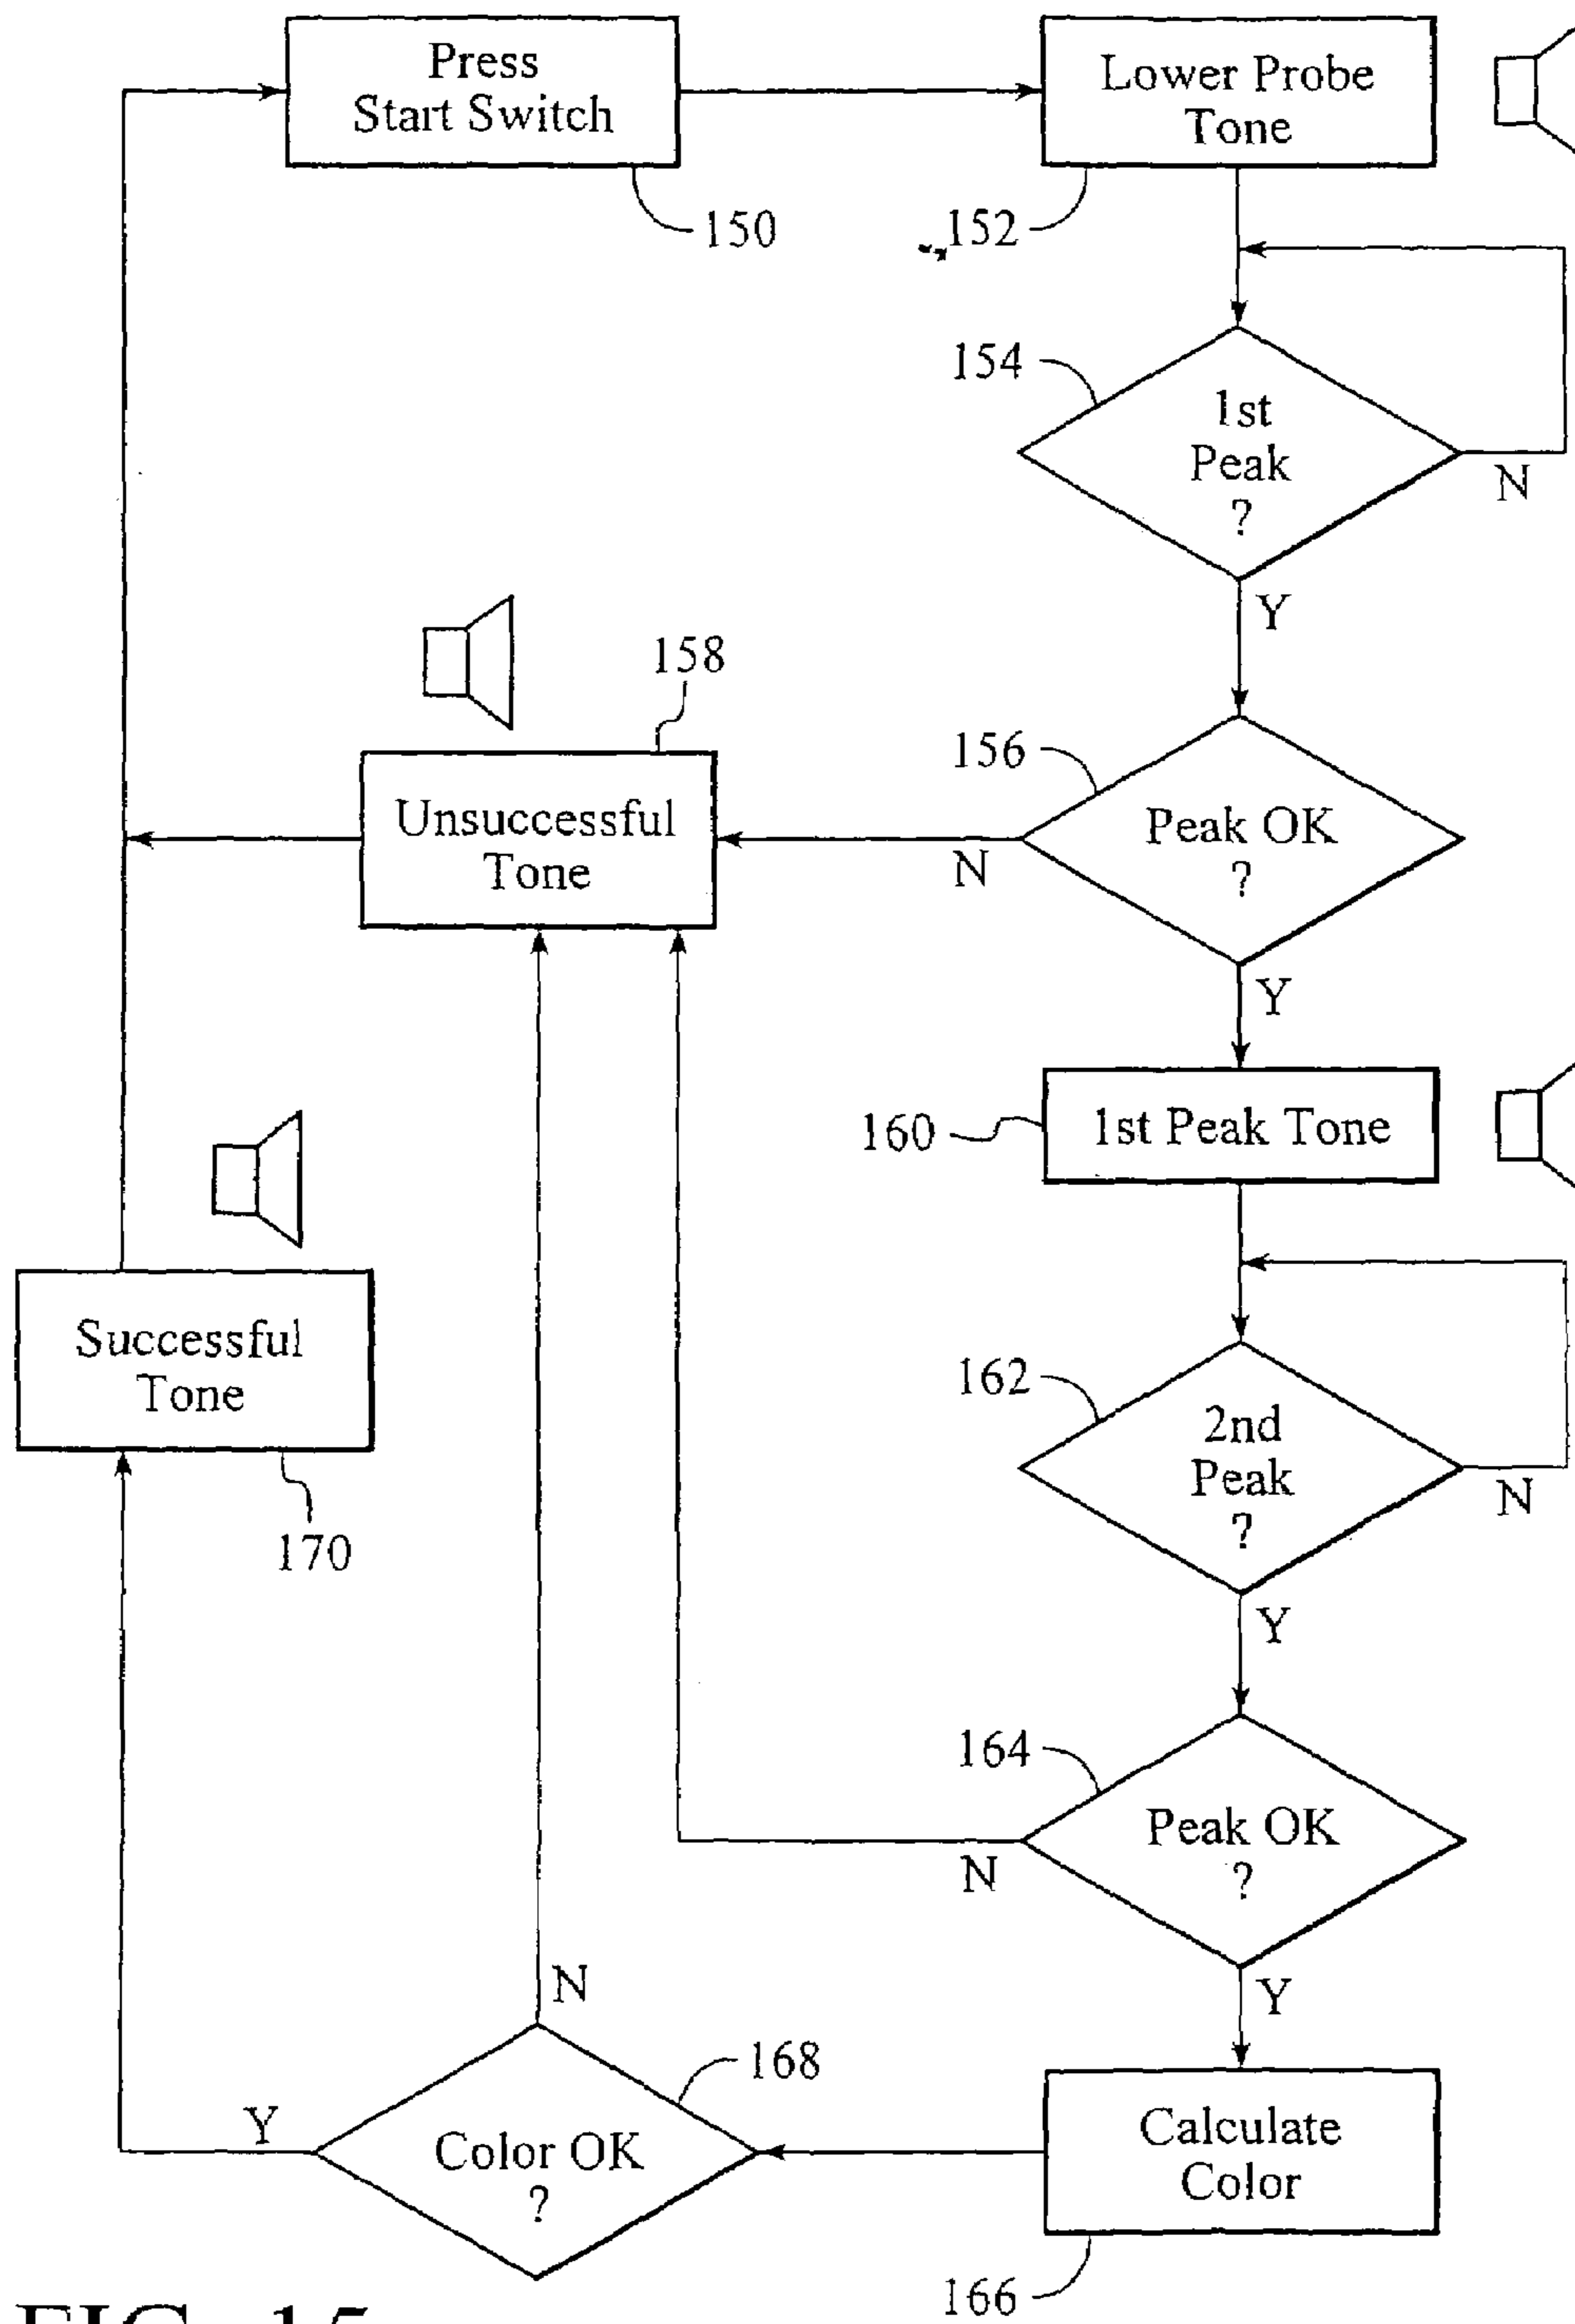 Press
Start Switch
150
Lower Probe
Tone
152
154
1st
Peak
?
N
Y
158
Unsuccessful
Tone
156
Peak OK
?
N
Y
160
1st Peak Tone
Successful
Tone
170
162
2nd
Peak
?
N
Y
164
Peak OK
?
N
Y
N
168
Y
Color OK
?
Calculate
Color
166
FIG. 15